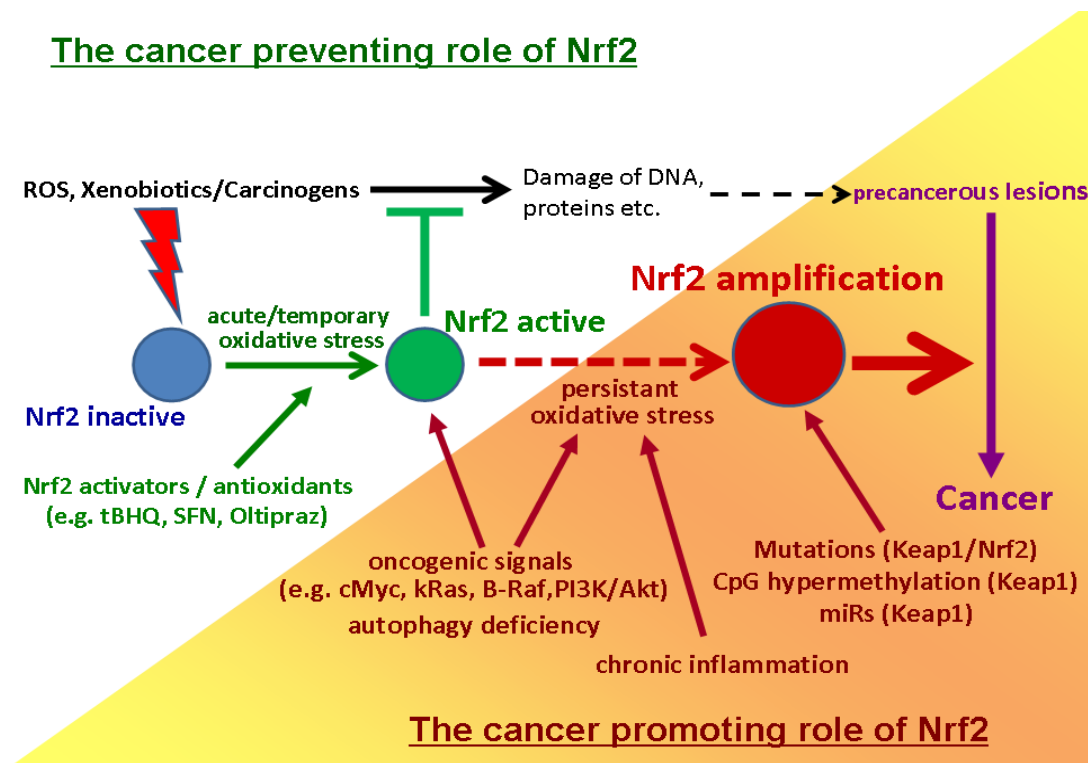 The cancer preventing role of Nrf2
ROS, Xenobiotics/Carcinogens
Damage of DNA,
proteins etc.
precancerous lesions
Nrf2 amplification
acute/temporary
oxidative stress
Nrf2 active
persistant
oxidative stress
Nrf2 inactive
Nrf2 activators / antioxidants
(e.g. tBHQ, SFN, Oltipraz)
Cancer
oncogenic signals
(e.g. cMyc, kRas, B-Raf,PI3K/Akt)
autophagy deficiency
Mutations (Keap1/Nrf2)
CpG hypermethylation (Keap1)
miRs (Keap1)
chronic inflammation
The cancer promoting role of Nrf2